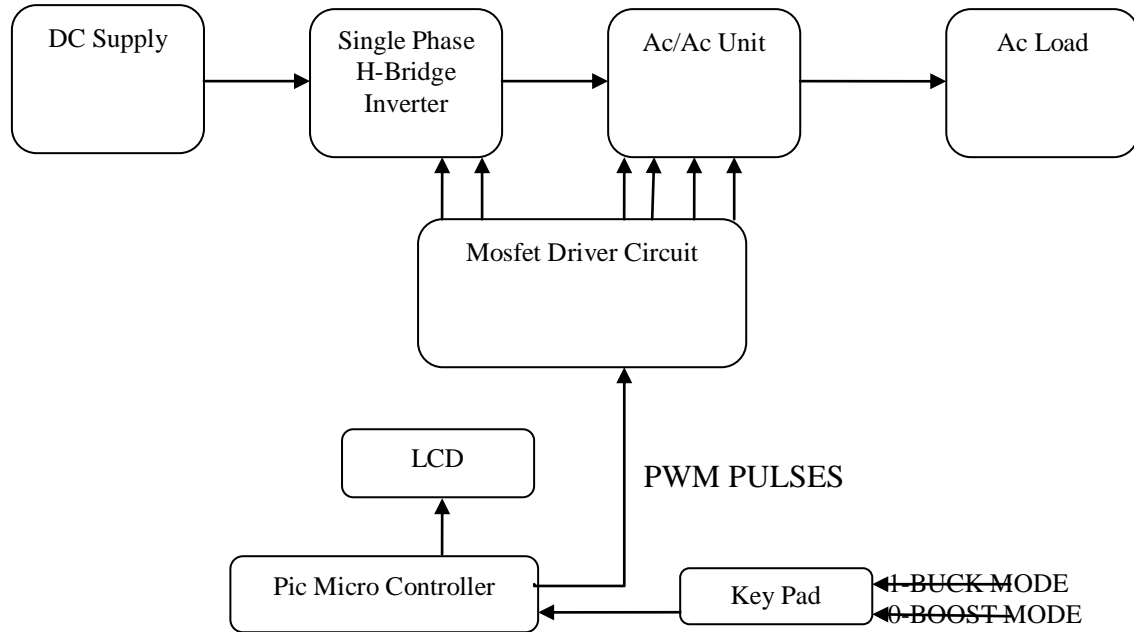 DC Supply
Single Phase
H-Bridge
Inverter
Ac/Ac Unit
Ac Load
Mosfet Driver Circuit
LCD
PWM PULSES
Pic Micro Controller
Key Pad
1-BUCK MODE
0-BOOST MODE